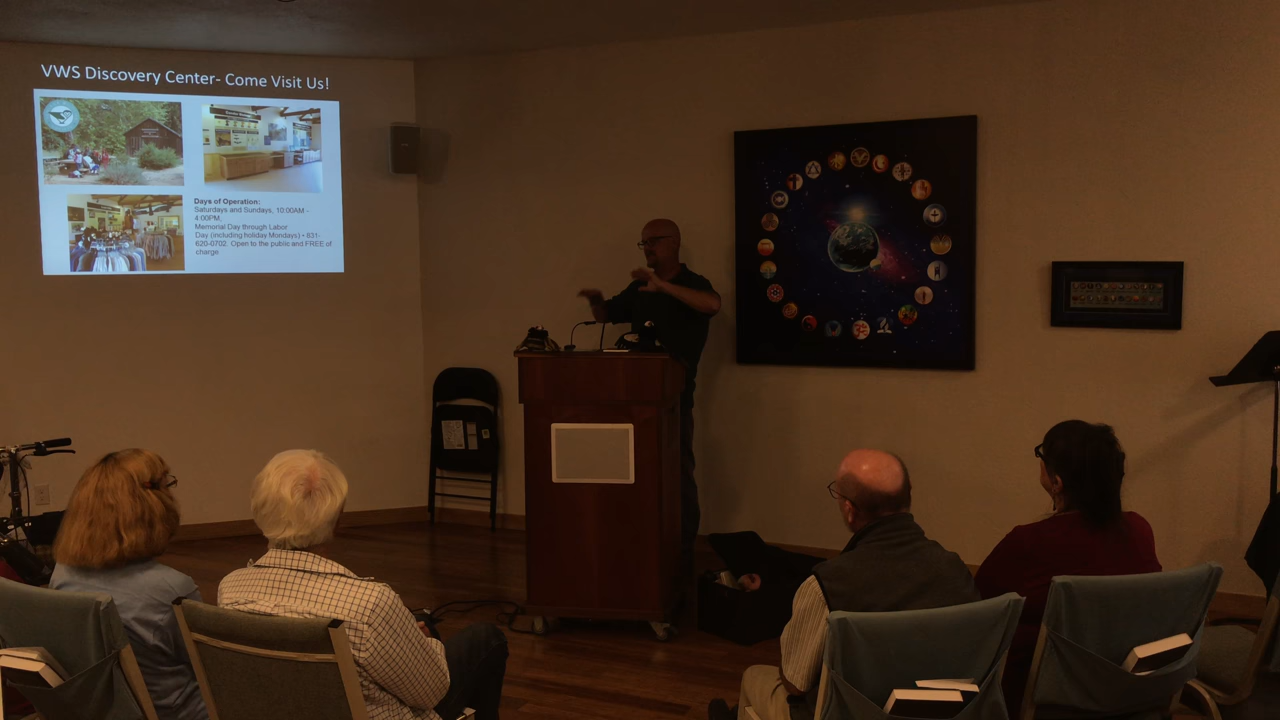 VWS Discovery Center- Come Visit Us!
Days of Operation:
Saturdays and Sundays, 10:00AM –
4:00PM,
Memorial Day through Labor
Day (including holiday Mondays) • 831-
620-0702. Open to the public and FREE of
charge